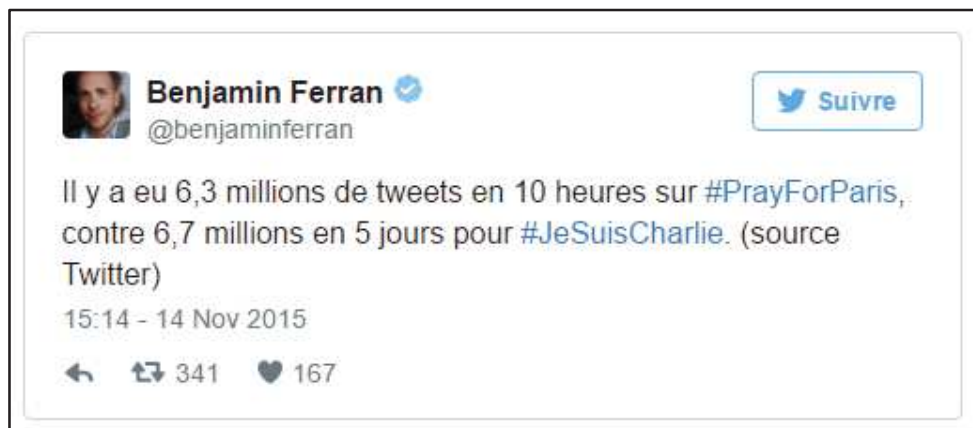 Benjamin Ferran
@benjaminferran
Suivre
Il y a eu 6,3 millions de tweets en 10 heures sur #PrayForParis,
contre 6,7 millions en 5 jours pour #JeSuisCharlie. (source
Twitter)
15:14 - 14 Nov 2015
341 167